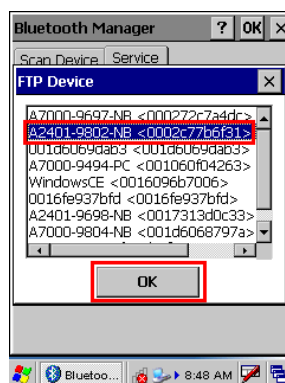 Bluetooth Manager ? OK ×
Scan Device Service
FTP Device ×
A7000-9697-NB <000272c7a4dc>
A2401-9802-NB <0002c77b6f31>
001d6069dab3 <001d6069dab3>
A7000-9494-PC <001060f04263>
WindowsCE <0016096b7006>
0016fe937bfd <0016fe937bfd>
A2401-9698-NB <0017313d0c33>
A7000-9804-NB <001d6068797a>
OK
Bluetoo... 8:48 AM